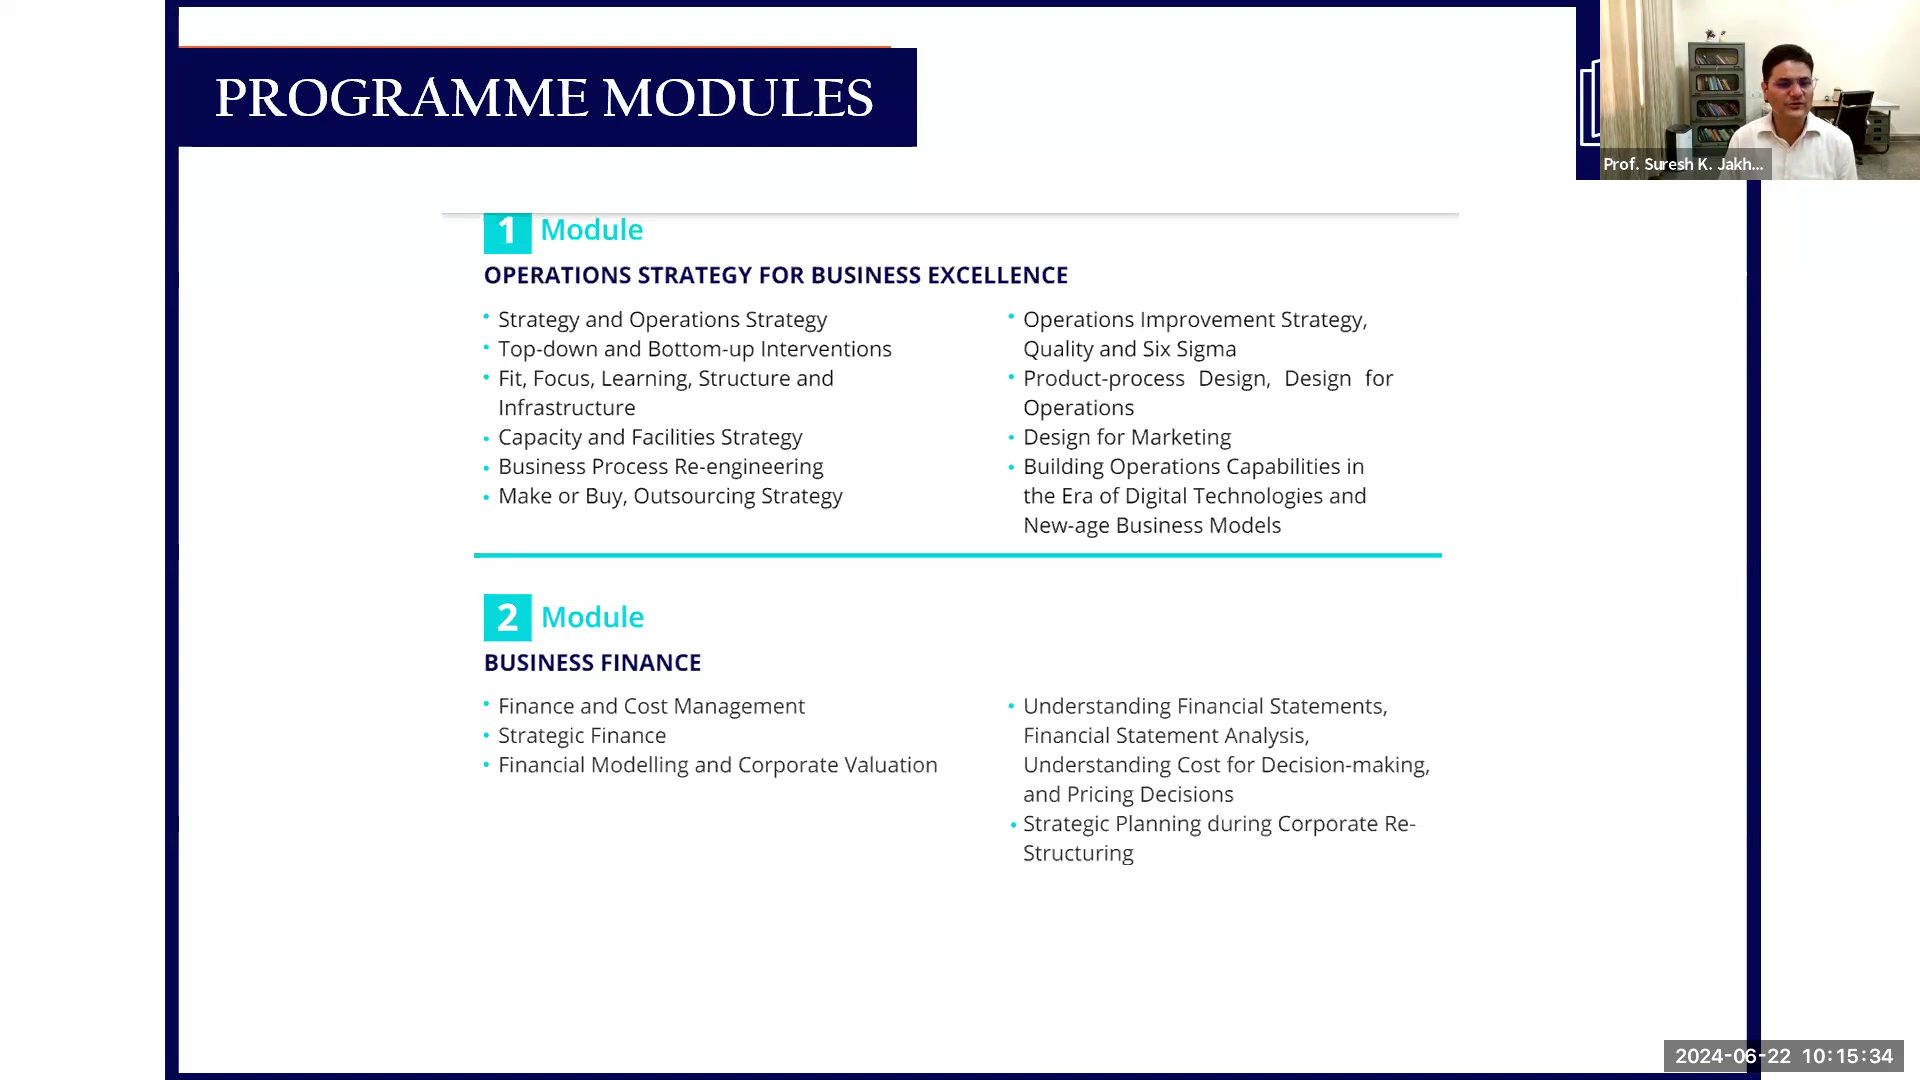 PROGRAMME MODULES
Prof. Suresh K. Jakh...
1 Module
OPERATIONS STRATEGY FOR BUSINESS EXCELLENCE
• Strategy and Operations Strategy
• Top-down and Bottom-up Interventions
• Fit, Focus, Learning, Structure and
Infrastructure
• Capacity and Facilities Strategy
• Business Process Re-engineering
• Make or Buy, Outsourcing Strategy
• Operations Improvement Strategy,
Quality and Six Sigma
• Product-process Design, Design for
Operations
• Design for Marketing
• Building Operations Capabilities in
the Era of Digital Technologies and
New-age Business Models
2 Module
BUSINESS FINANCE
• Finance and Cost Management
• Strategic Finance
• Financial Modelling and Corporate Valuation
• Understanding Financial Statements,
Financial Statement Analysis,
Understanding Cost for Decision-making,
and Pricing Decisions
• Strategic Planning during Corporate Re-
Structuring
2024-06-22 10:15:34